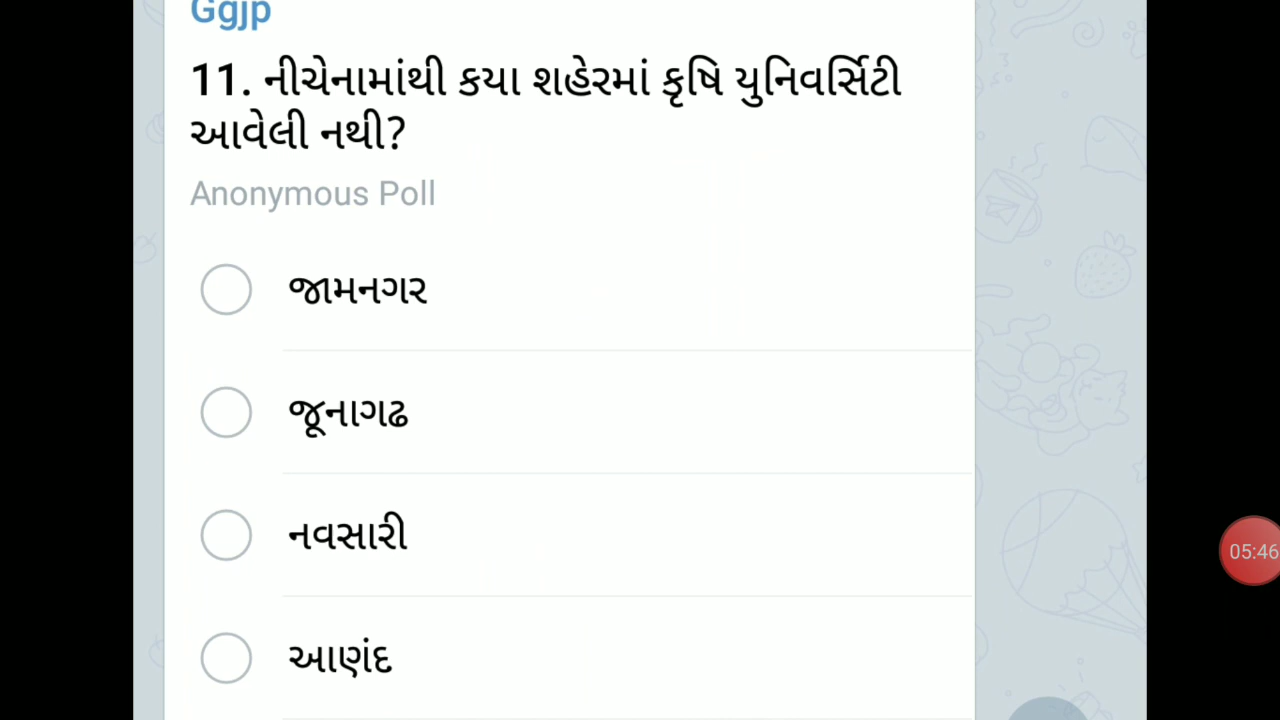 Ggjp
11. નીચેનામાંથી કયા શહેરમાં કૃષિ યુનિવર્સિટી
આવેલી નથી?
Anonymous Poll
જામનગર
જૂનાગઢ
નવસારી
05:46
આણંદ